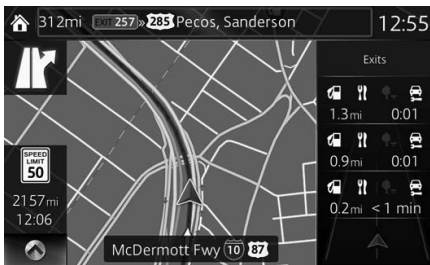 312mi EXIT 257 » 285 Pecos, Sanderson 12:55
Exits
1.3mi 0:01
0.9mi 0:01
0.2mi < 1 min
SPEED LIMIT 50
2157mi
12:06
McDermott Fwy 10 87